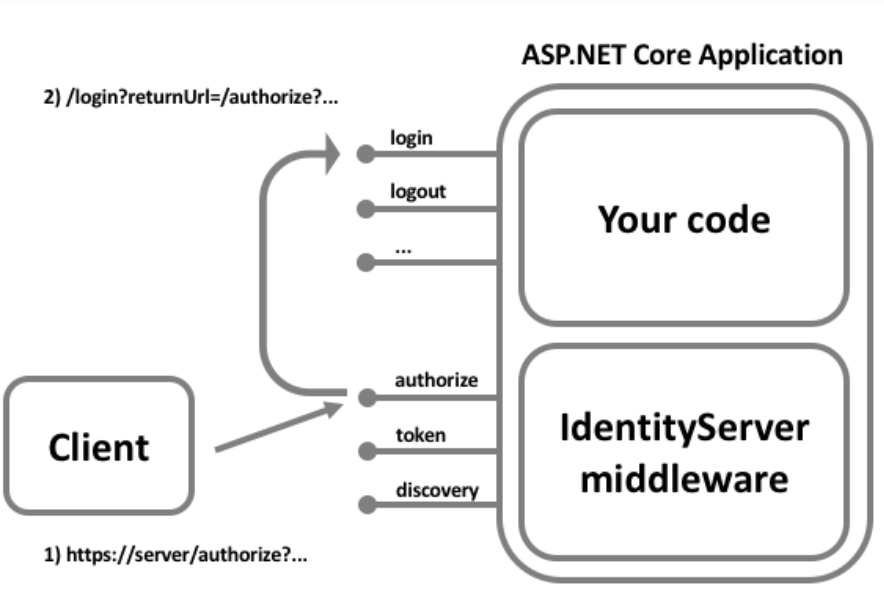 ASP.NET Core Application
2) /login?returnUrl=/authorize?...
login
logout
...
Your code
authorize
token
discovery
IdentityServer
middleware
Client
1) https://server/authorize?...